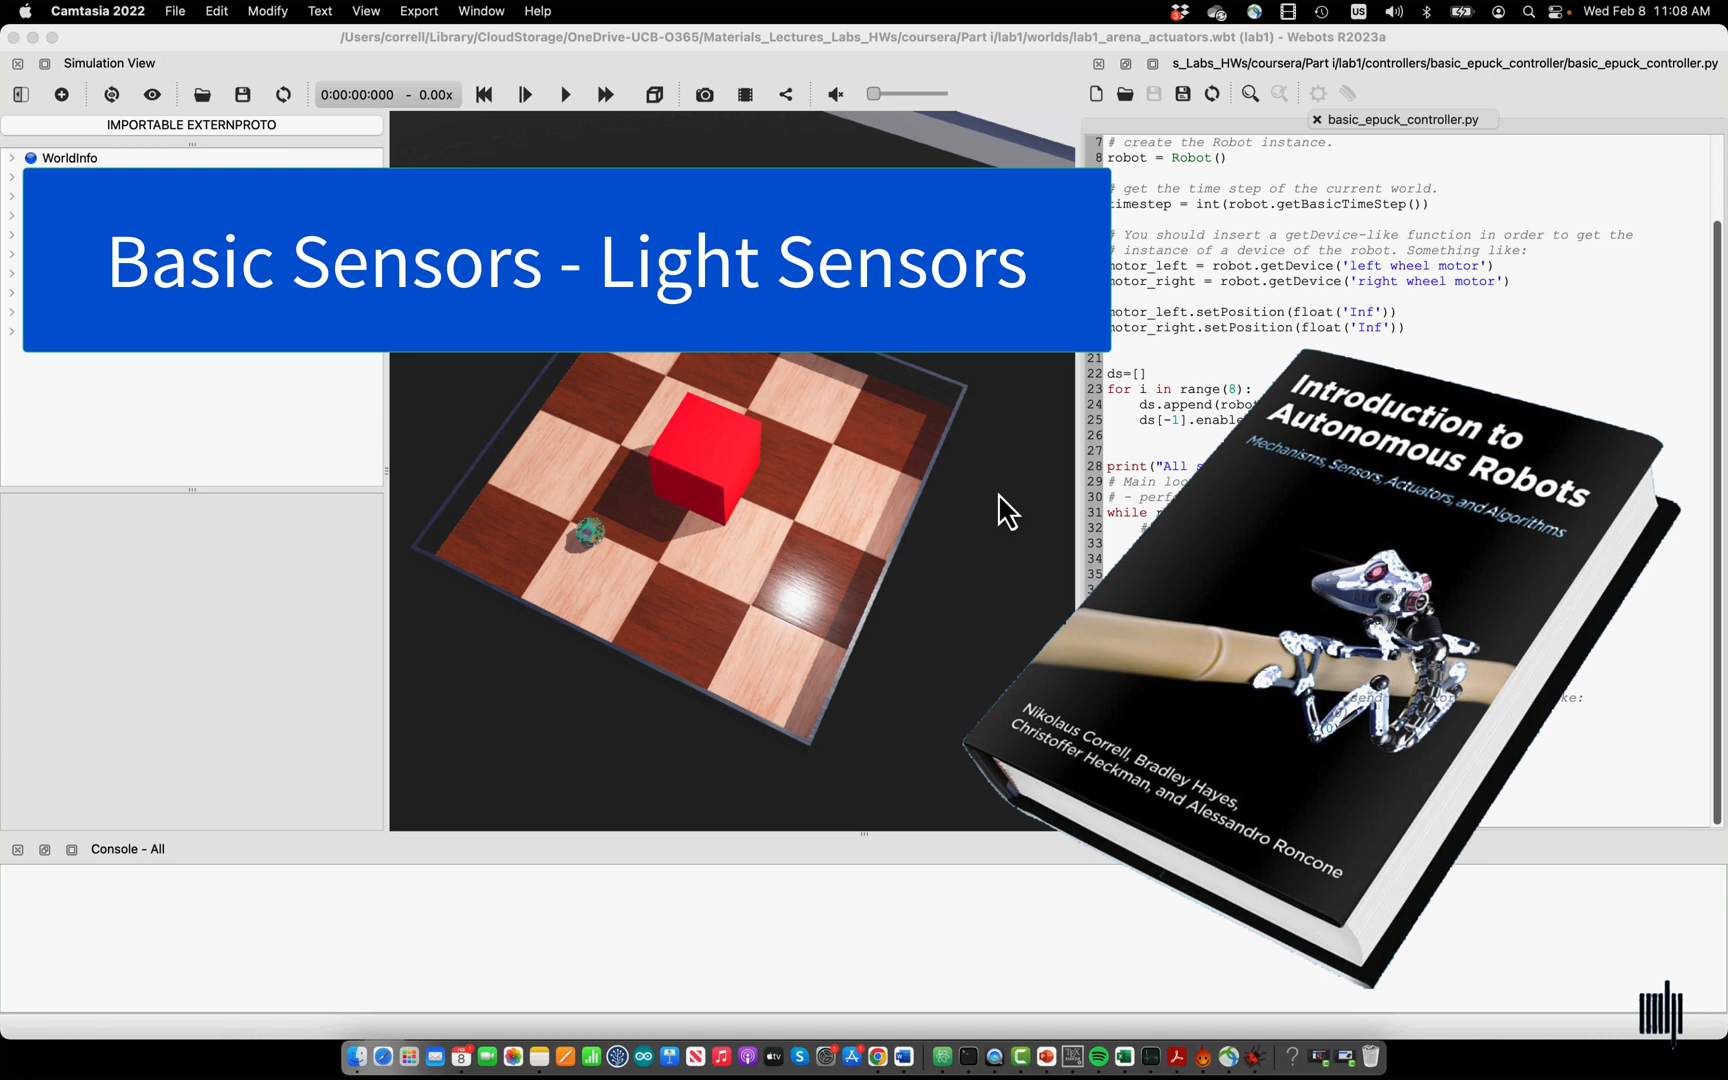 Camtasia 2022 File Edit Modify Text View Export Window Help US Wed Feb 8 11:08 AM
/Users/correll/Library/CloudStorage/OneDrive-UCB-O365/Materials_Lectures_Labs_HWs/coursera/Part i/lab1/worlds/lab1_arena_actuators.wbt (lab1) - Webots R2023a
Simulation View
s_Labs_HWs/coursera/Part i/lab1/controllers/basic_epuck_controller/basic_epuck_controller.py
0:00:00:000 - 0.00x
IMPORTABLE EXTERNPROTO
basic_epuck_controller.py
WorldInfo
Basic Sensors - Light Sensors
7 # create the Robot instance.
8 robot = Robot()
# get the time step of the current world.
timestep = int(robot.getBasicTimeStep())
# You should insert a getDevice-like function in order to get the
# instance of a device of the robot. Something like:
motor_left = robot.getDevice('left wheel motor')
motor_right = robot.getDevice('right wheel motor')
motor_left.setPosition(float('Inf'))
motor_right.setPosition(float('Inf'))
21
22 ds=[]
23 for i in range(8):
24 ds.append(robo
25 ds[-1].enable
26
27
28 print("All s
29 # Main loo
30 # - perf
31 while r
32
33
34
35
send
ke:
Introduction to
Autonomous Robots
Mechanisms, Sensors, Actuators, and Algorithms
Nikolaus Correll, Bradley Hayes,
Christoffer Heckman, and Alessandro Roncone
Console - All